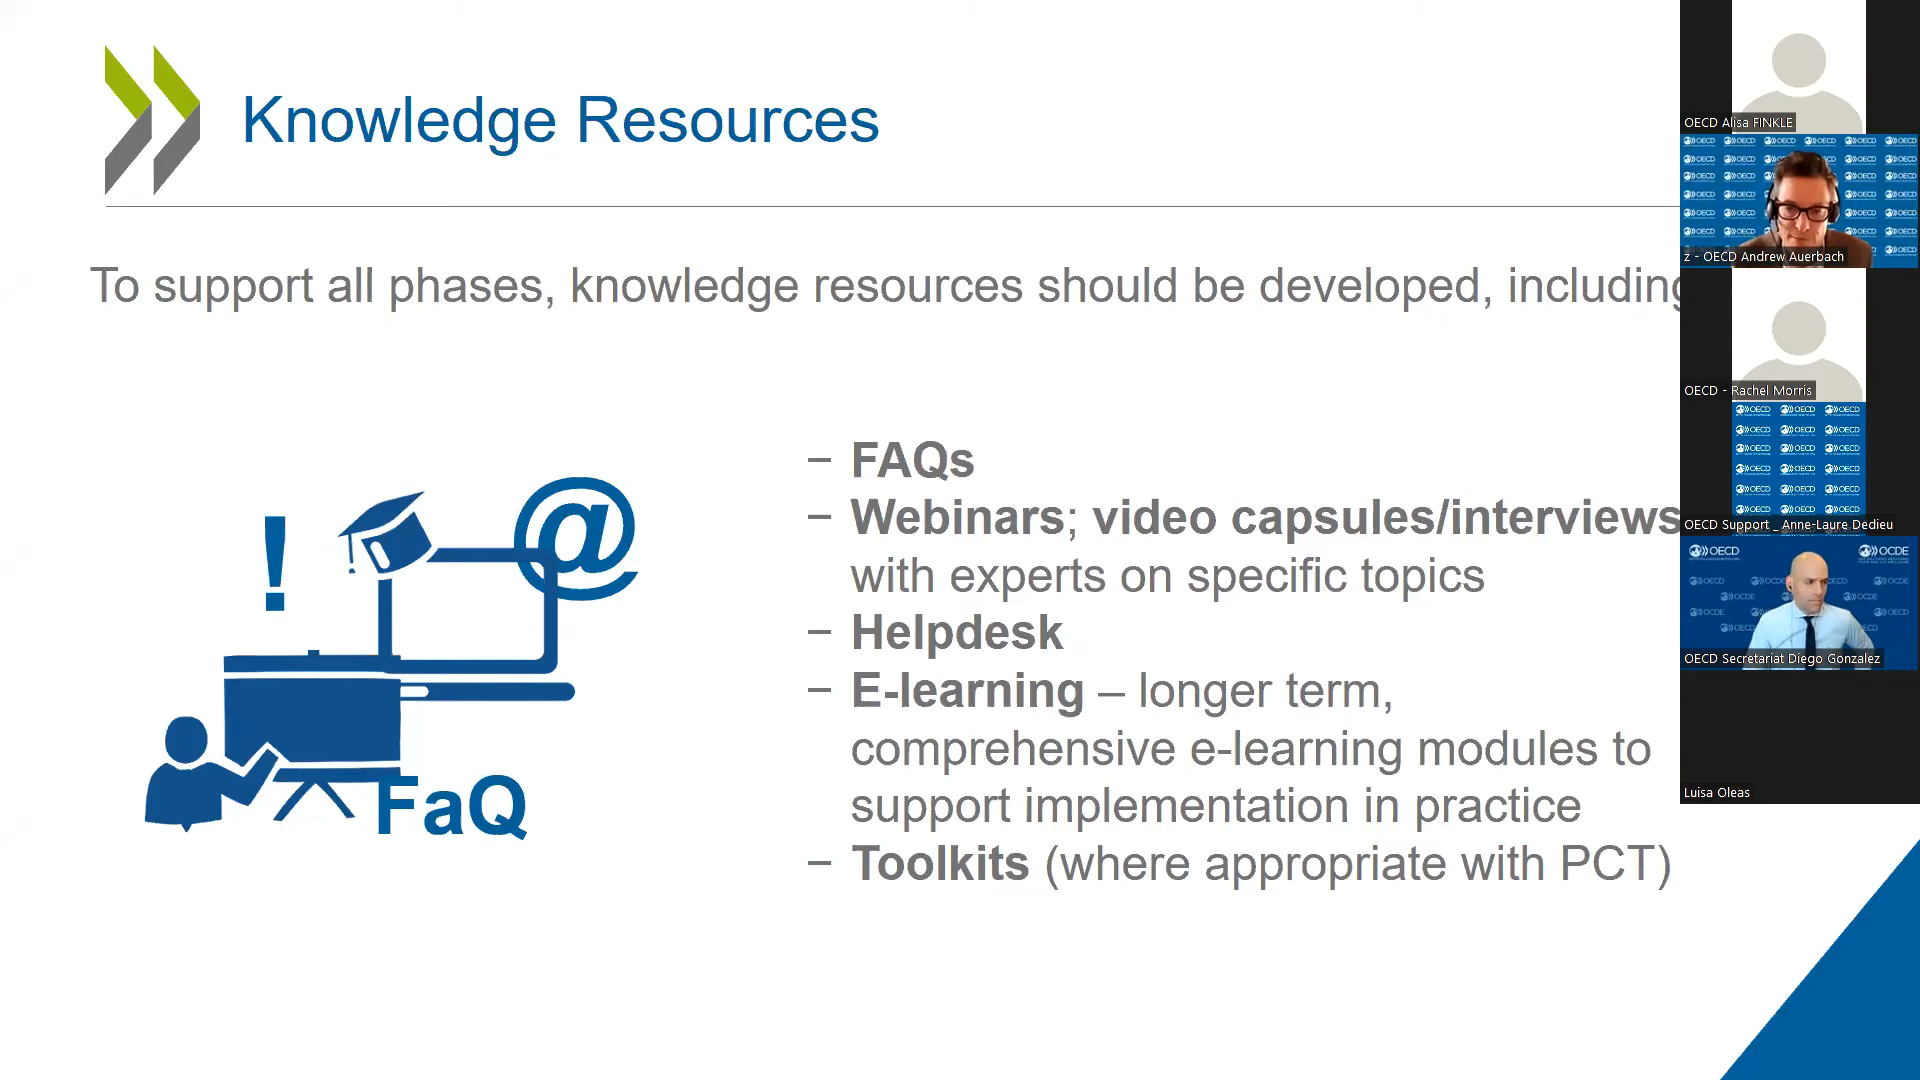 Knowledge Resources
To support all phases, knowledge resources should be developed, including
! @
FaQ
– FAQs
– Webinars; video capsules/interviews
with experts on specific topics
– Helpdesk
– E-learning – longer term,
comprehensive e-learning modules to
support implementation in practice
– Toolkits (where appropriate with PCT)
OECD Alisa FINKLE
z - OECD Andrew Auerbach
OECD - Rachel Morris
OECD Support _ Anne-Laure Dedieu
OECD OCDE
OECD Secretariat Diego Gonzalez
Luisa Oleas